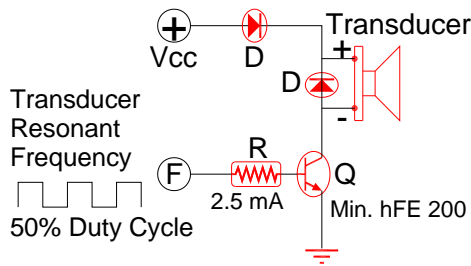 Transducer
+
Vcc
D
+
D
-
Transducer
Resonant
Frequency
F
R
2.5 mA
Q
Min. hFE 200
50% Duty Cycle